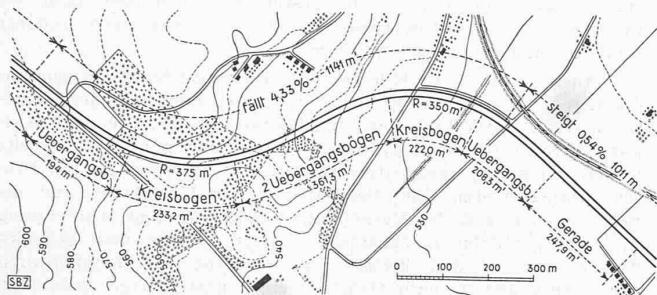 fällt 4,33% – 1141 m
steigt 0,54%
2011 m
R = 375 m
R = 350 m
Uebergangsb.
194 m
Kreisbogen
233,2 m
2 Uebergangsbögen
361,3 m
Kreisbogen
222,0 m
Uebergangsb.
208,3 m
Gerade
247,9 m
600
590
580
570
560
550
540
530
100 200 300 m
SBZ